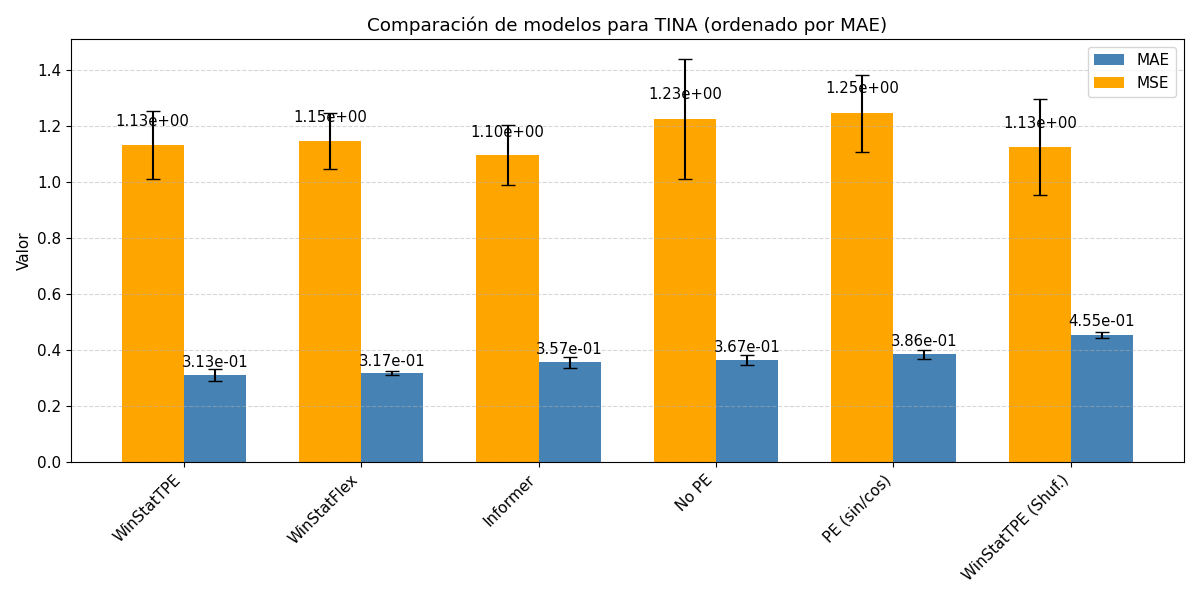 Comparación de modelos para TINA (ordenado por MAE)
MAE
MSE
Valor
1.4
1.2
1.0
0.8
0.6
0.4
0.2
0.0
1.13e+00
3.13e-01
1.15e+00
3.17e-01
1.10e+00
3.57e-01
1.23e+00
3.67e-01
1.25e+00
3.86e-01
1.13e+00
4.55e-01
WinStatTPE
WinStatFlex
Informer
No PE
PE (sin/cos)
WinStatTPE (Shuf.)